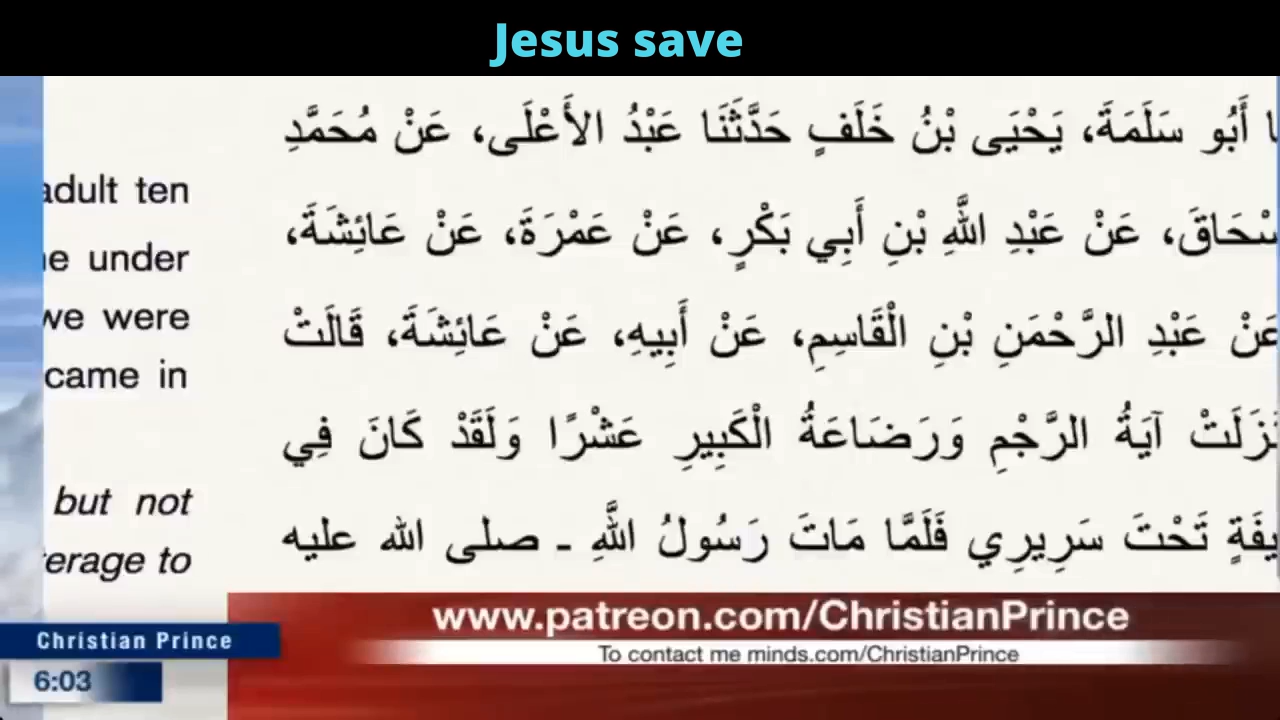 Jesus save
أَبُو سَلَمَةَ، يَحْيَى بْنُ خَلَفٍ حَدَّثَنَا عَبْدُ الأَعْلَى، عَنْ مُحَمَّدِ
عَنْ عَبْدِ اللَّهِ بْنِ أَبِي بَكْرٍ، عَنْ عَمْرَةَ، عَنْ عَائِشَةَ،
عَنْ عَبْدِ الرَّحْمَنِ بْنِ الْقَاسِمِ، عَنْ أَبِيهِ، عَنْ عَائِشَةَ، قَالَتْ
نَزَلَتْ آيَةُ الرَّجْمِ وَرَضَاعَةُ الْكَبِيرِ عَشْرًا وَلَقَدْ كَانَ فِي
تَحْتَ سَرِيرِي فَلَمَّا مَاتَ رَسُولُ اللَّهِ ـ صلى الله عليه
adult ten
under
we were
came in
but not
erage to
www.patreon.com/ChristianPrince
To contact me minds.com/ChristianPrince
Christian Prince
6:03